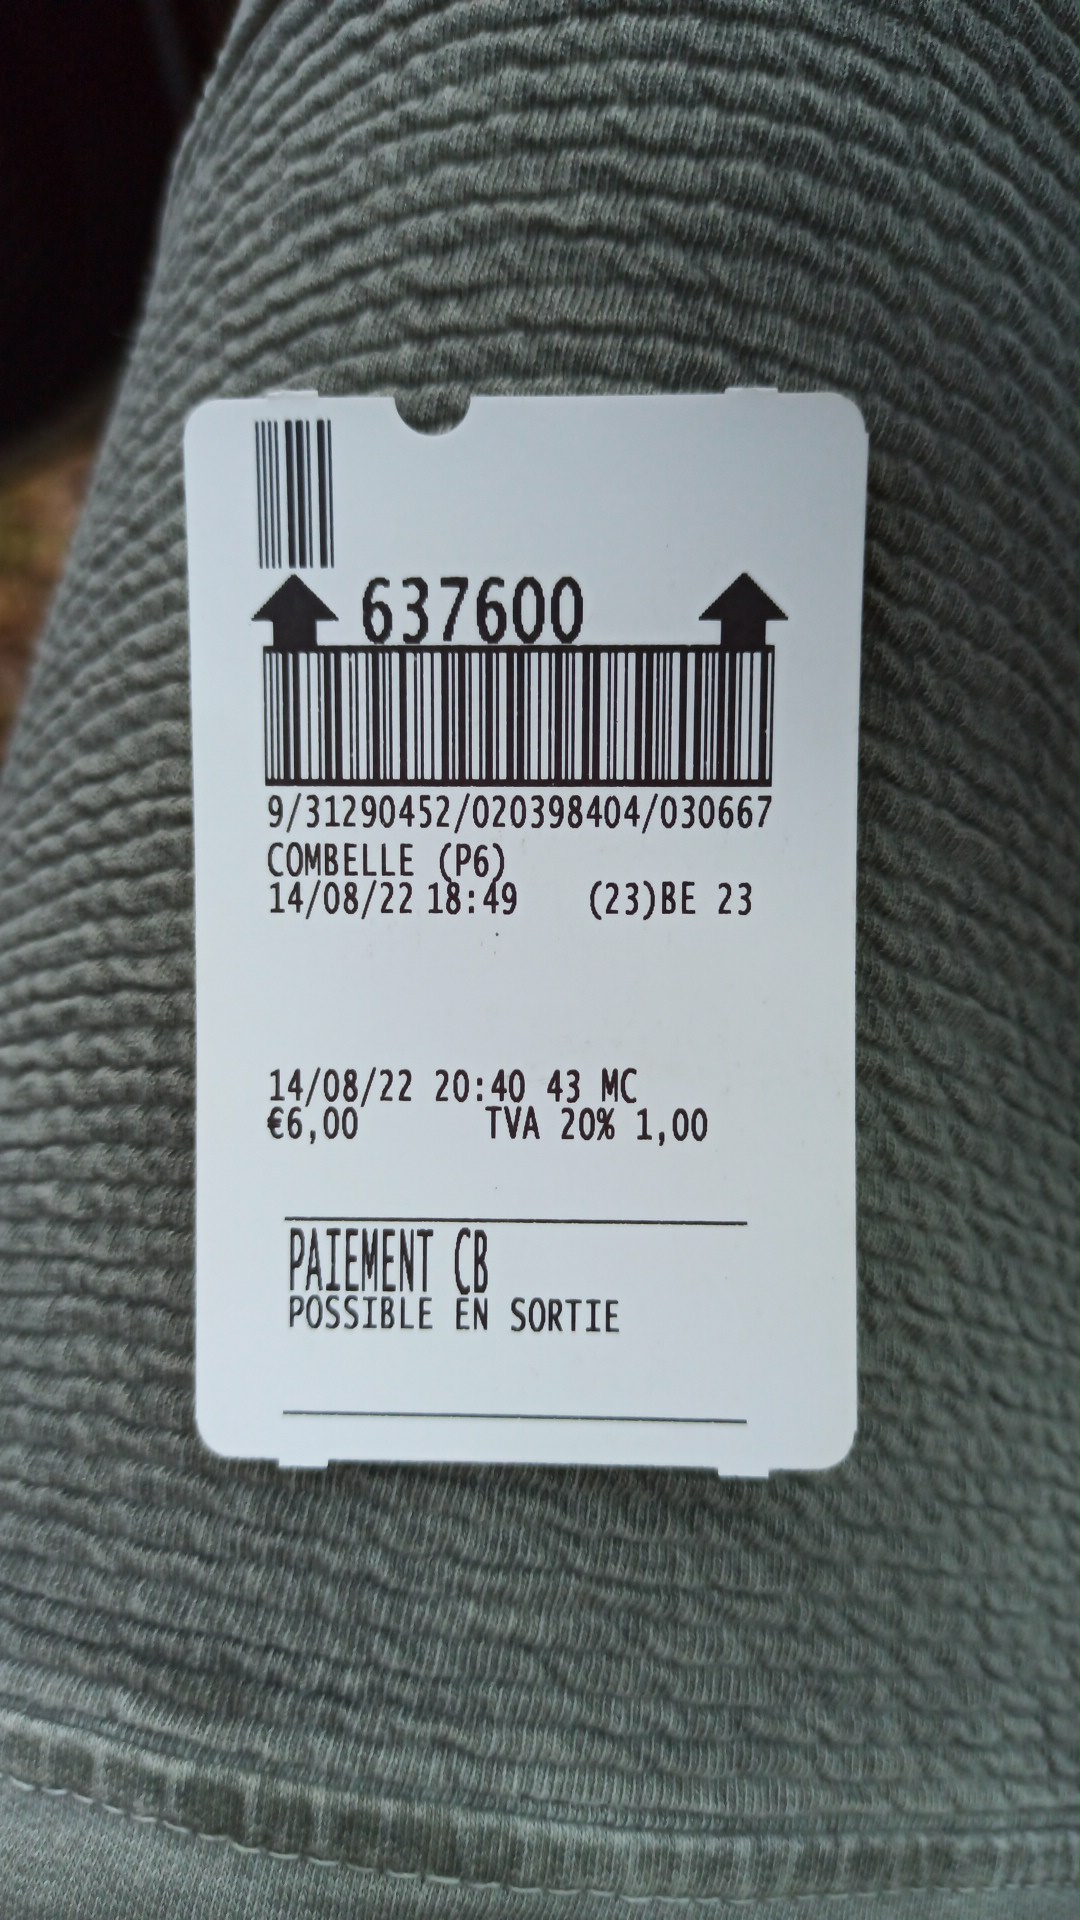 637600
9/31290452/020398404/030667
COMBELLE (P6)
14/08/22 18:49 (23)BE 23
14/08/22 20:40 43 MC
€6,00 TVA 20% 1,00
PAIEMENT CB
POSSIBLE EN SORTIE